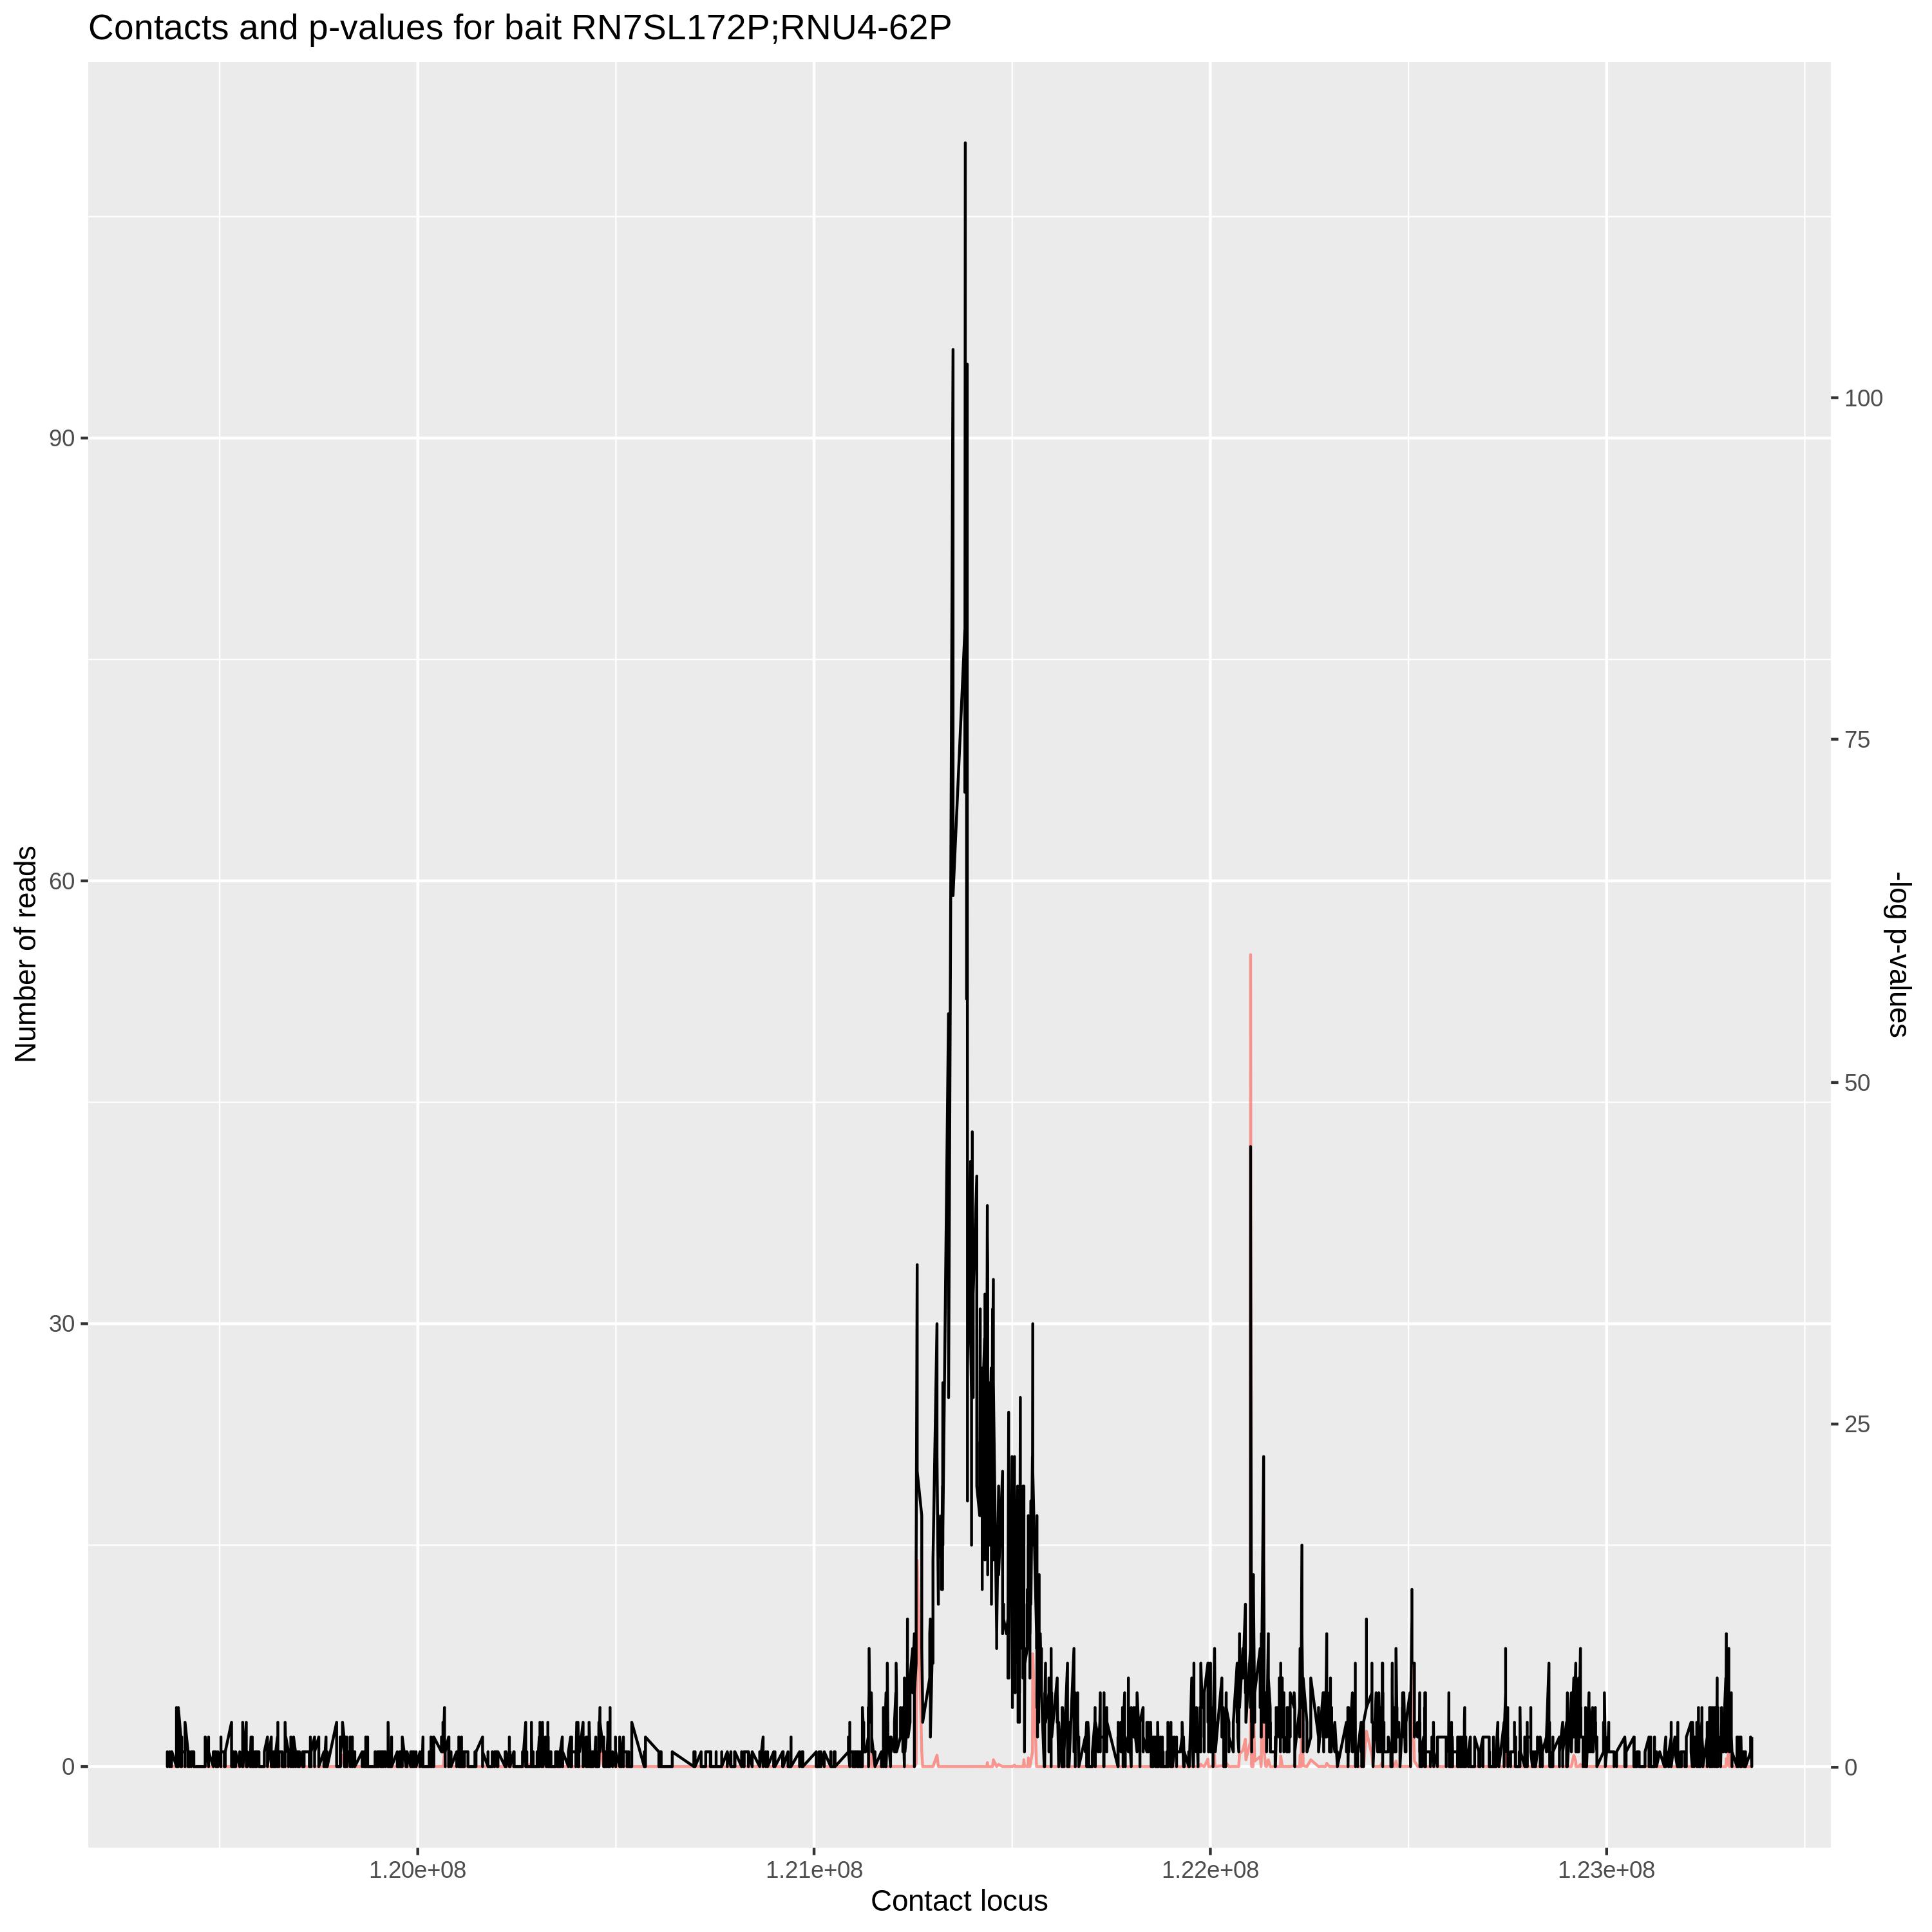 Contacts and p-values for bait RN7SL172P;RNU4-62P
Number of reads
90
60
30
0
100
75
50
25
0
-log p-values
1.20e+08
1.21e+08
1.22e+08
1.23e+08
Contact locus